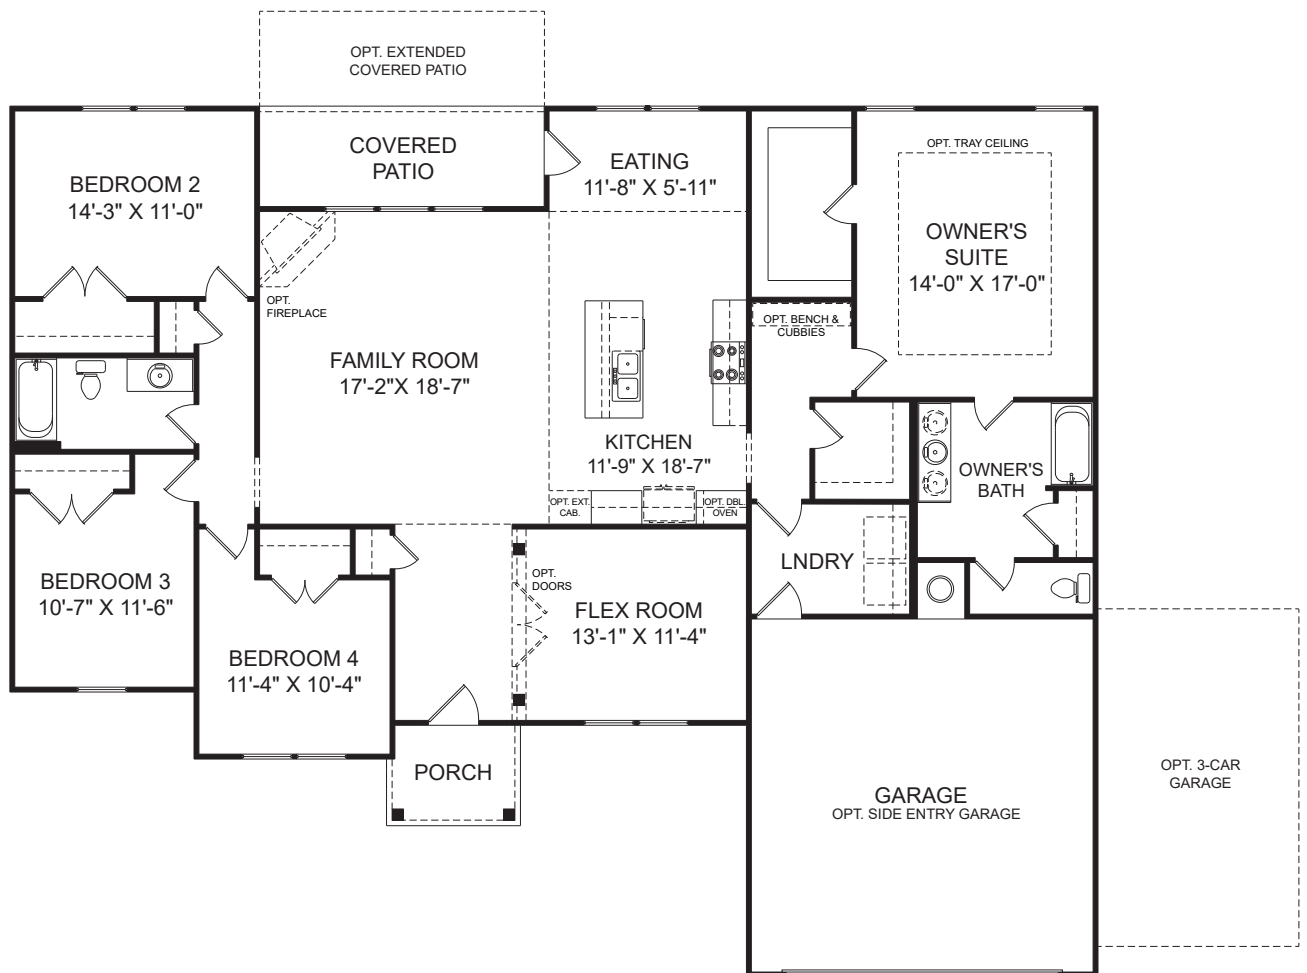 OPT. EXTENDED
COVERED PATIO
COVERED
PATIO
EATING
11'-8" X 5'-11"
OPT. TRAY CEILING
BEDROOM 2
14'-3" X 11'-0"
OWNER'S
SUITE
14'-0" X 17'-0"
OPT.
FIREPLACE
OPT. BENCH &
CUBBIES
FAMILY ROOM
17'-2"X 18'-7"
KITCHEN
11'-9" X 18'-7"
OWNER'S
BATH
OPT. EXT.
CAB.
OPT. DBL.
OVEN
LNDRY
BEDROOM 3
10'-7" X 11'-6"
OPT.
DOORS
FLEX ROOM
13'-1" X 11'-4"
BEDROOM 4
11'-4" X 10'-4"
PORCH
GARAGE
OPT. SIDE ENTRY GARAGE
OPT. 3-CAR
GARAGE